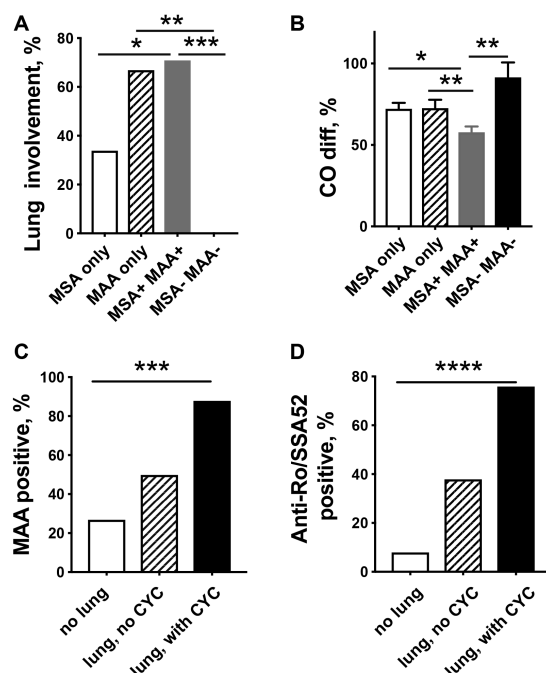 A
Lung involvement, %
80
60
40
20
0
* ** ***
MSA only
MAA only
MSA+ MAA+
MSA- MAA-
B
CO diff, %
100
50
0
* ** **
MSA only
MAA only
MSA+ MAA+
MSA- MAA-
C
MAA positive, %
100
80
60
40
20
0
***
no lung
lung, no CYC
lung, with CYC
D
Anti-Ro/SSA52
positive, %
80
60
40
20
0
****
no lung
lung, no CYC
lung, with CYC